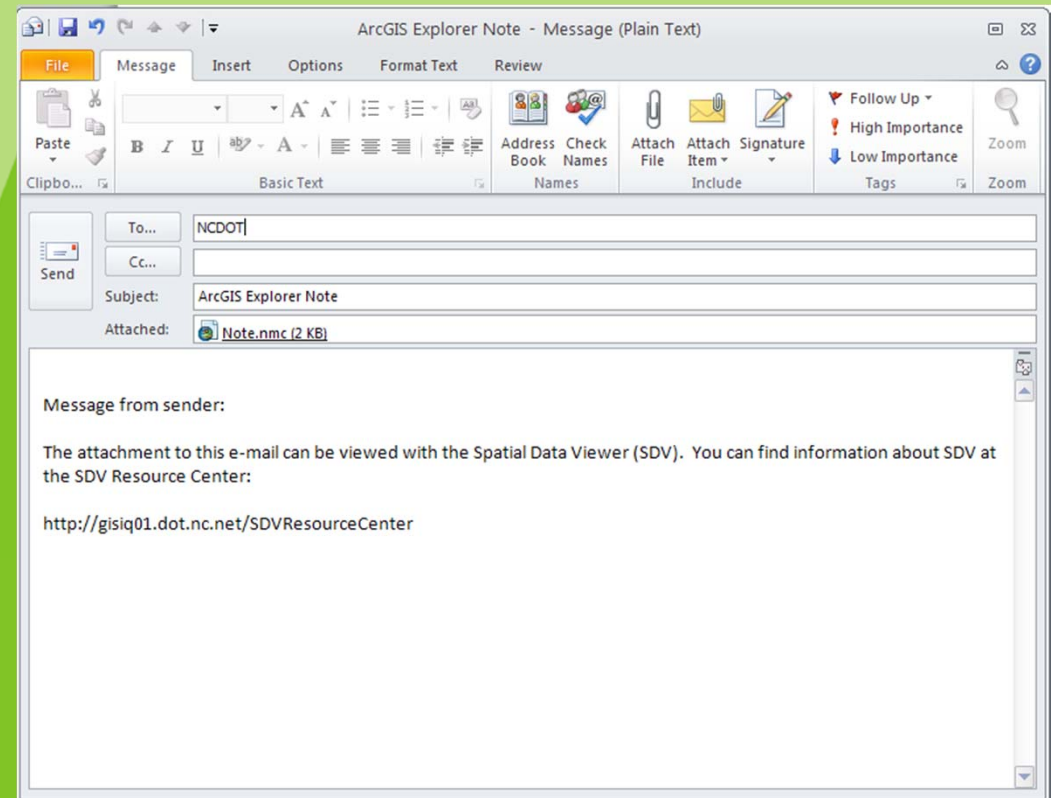 ArcGIS Explorer Note - Message (Plain Text)
File Message Insert Options Format Text Review
Paste
Clipbo...
B I U ab A
Basic Text
Address Book
Check Names
Names
Attach File
Attach Item
Signature
Include
Follow Up
High Importance
Low Importance
Tags
Zoom
Zoom
Send
To... NCDOT
Cc...
Subject: ArcGIS Explorer Note
Attached: Note.nmc (2 KB)
Message from sender:
The attachment to this e-mail can be viewed with the Spatial Data Viewer (SDV). You can find information about SDV at
the SDV Resource Center:
http://gisiq01.dot.nc.net/SDVResourceCenter